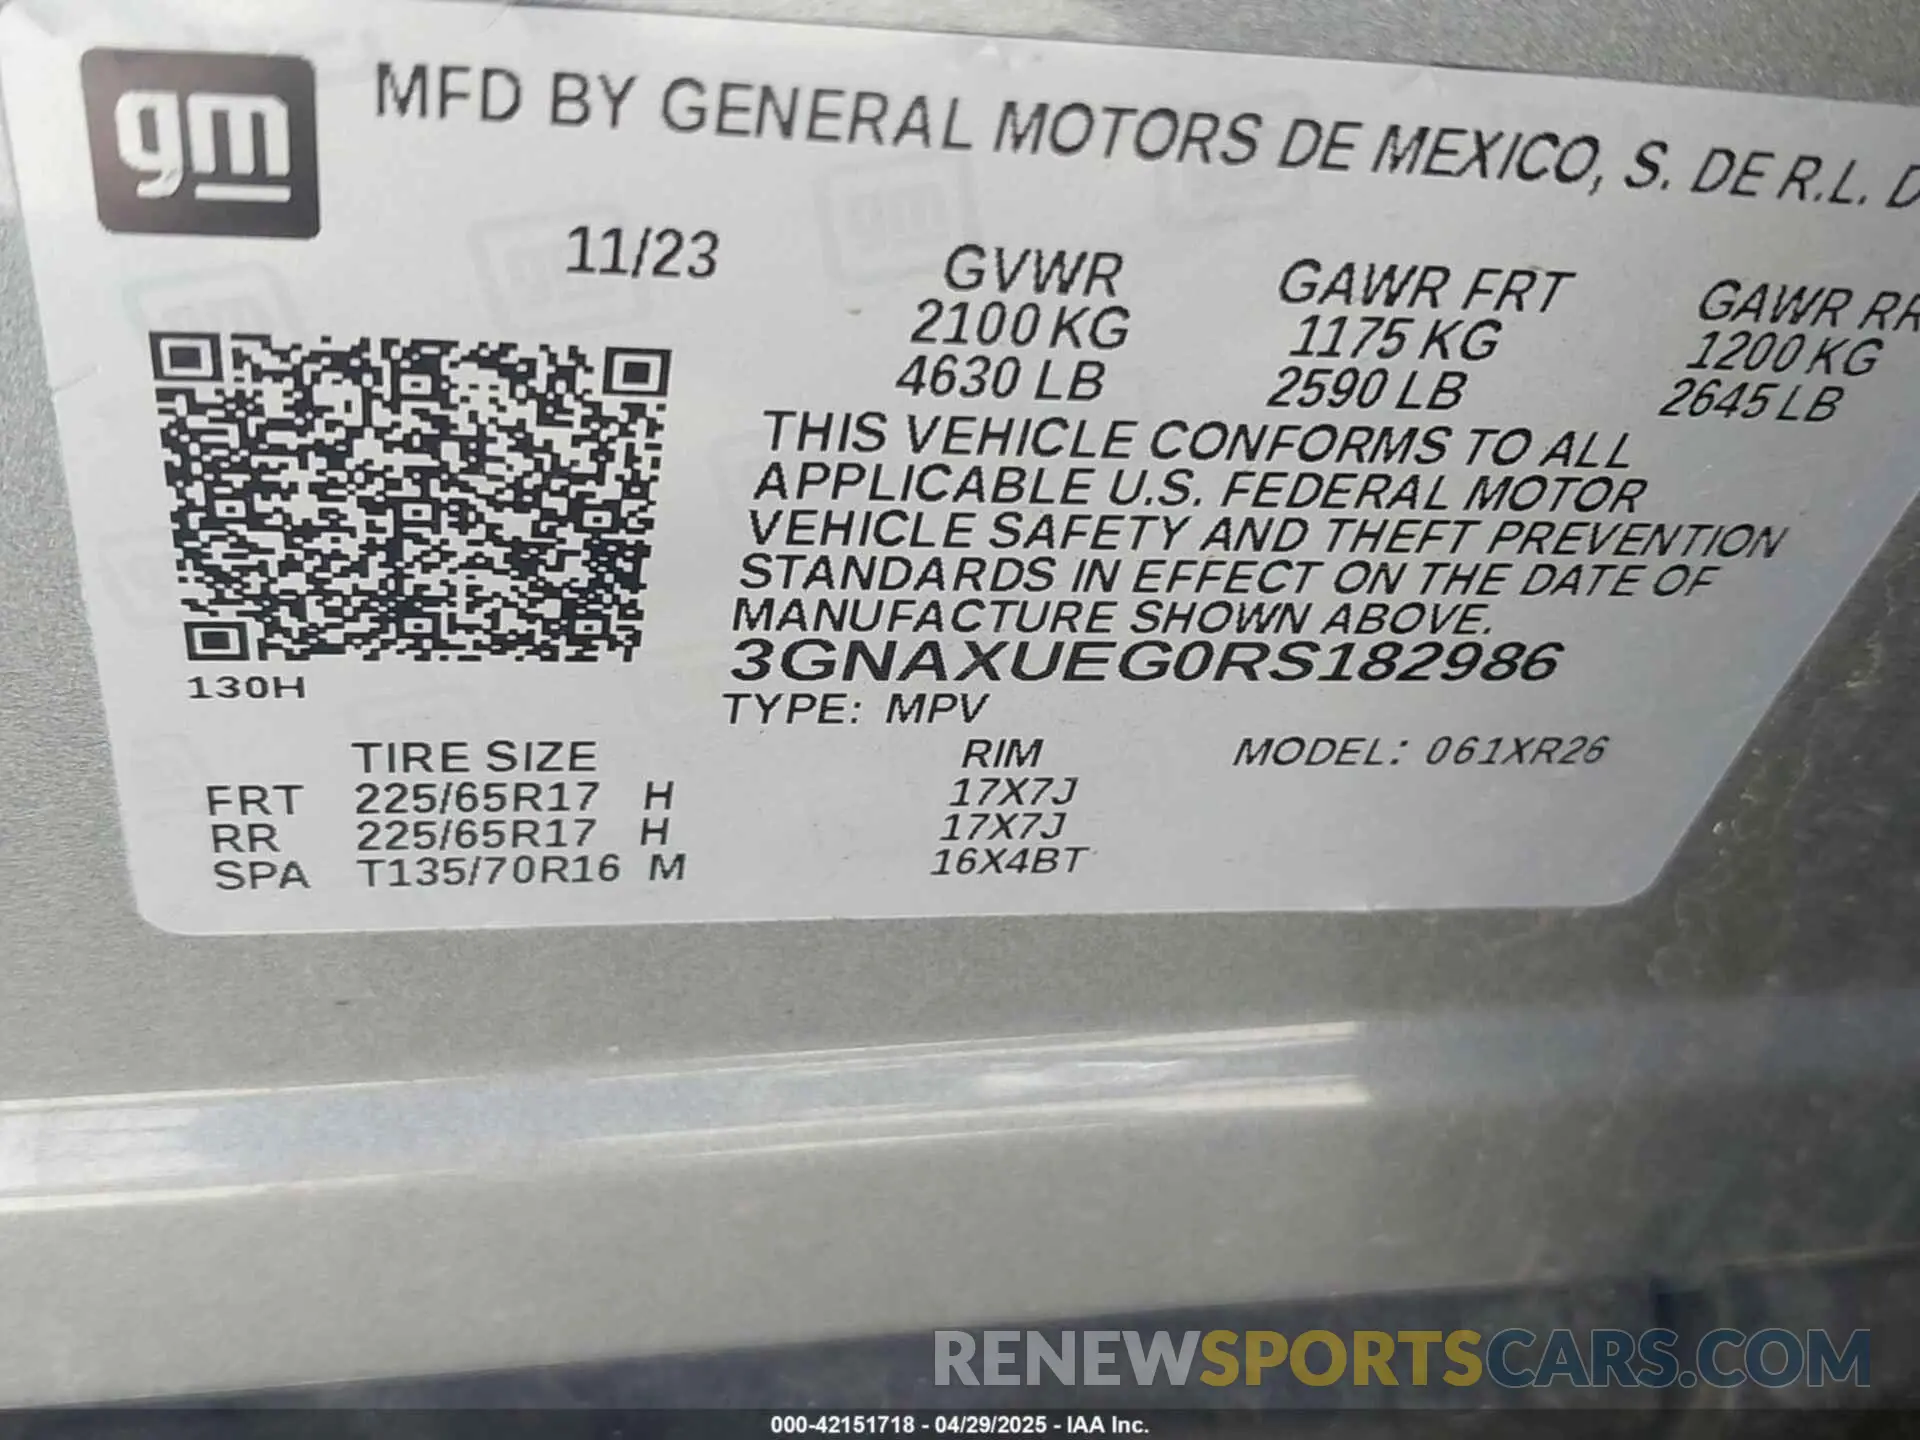 gm
MFD BY GENERAL MOTORS DE MEXICO, S. DE R.L. D
11/23
GVWR GAWR FRT GAWR RR
2100 KG 1175 KG 1200 KG
4630 LB 2590 LB 2645 LB
THIS VEHICLE CONFORMS TO ALL
APPLICABLE U.S. FEDERAL MOTOR
VEHICLE SAFETY AND THEFT PREVENTION
STANDARDS IN EFFECT ON THE DATE OF
MANUFACTURE SHOWN ABOVE.
3GNAXUEG0RS182986
130H
TYPE: MPV
TIRE SIZE RIM MODEL: 061XR26
FRT 225/65R17 H 17X7J
RR 225/65R17 H 17X7J
SPA T135/70R16 M 16X4BT
RENEWSPORTSCARS.COM
000-42151718 - 04/29/2025 - IAA Inc.